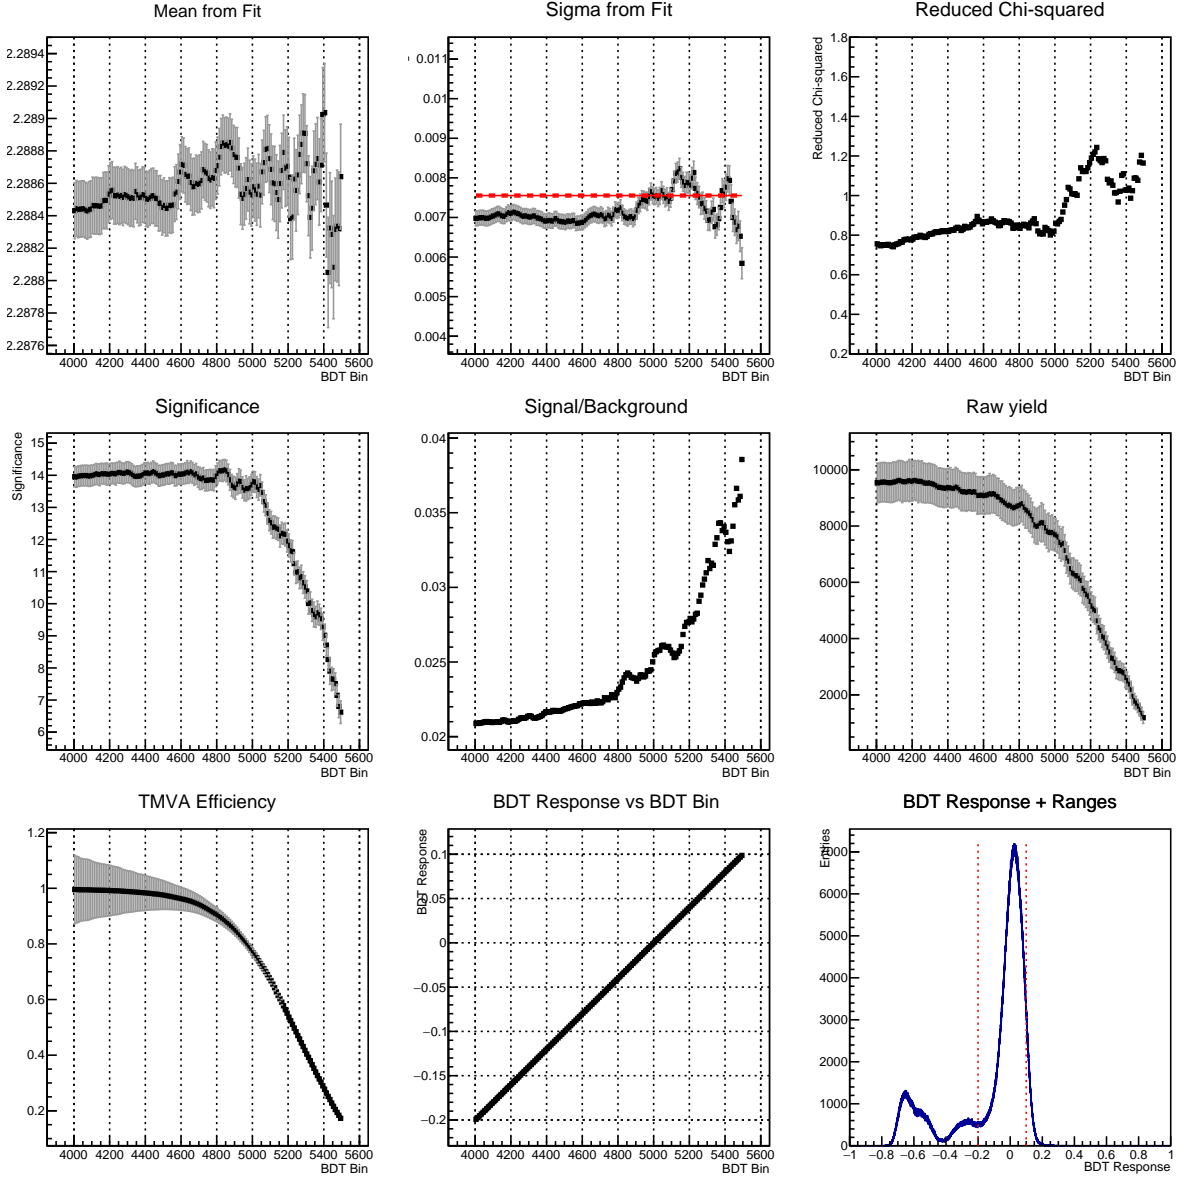 Mean from Fit
2.2894
2.2892
2.289
2.2888
2.2886
2.2884
2.2882
2.288
2.2878
2.2876
4000 4200 4400 4600 4800 5000 5200 5400 5600
BDT Bin
Sigma from Fit
0.011
0.01
0.009
0.008
0.007
0.006
0.005
0.004
4000 4200 4400 4600 4800 5000 5200 5400 5600
BDT Bin
Reduced Chi-squared
Reduced Chi-squared
1.8
1.6
1.4
1.2
1
0.8
0.6
0.4
0.2
4000 4200 4400 4600 4800 5000 5200 5400 5600
BDT Bin
Significance
Significance
15
14
13
12
11
10
9
8
7
6
4000 4200 4400 4600 4800 5000 5200 5400 5600
BDT Bin
Signal/Background
0.04
0.035
0.03
0.025
0.02
4000 4200 4400 4600 4800 5000 5200 5400 5600
BDT Bin
Raw yield
10000
8000
6000
4000
2000
4000 4200 4400 4600 4800 5000 5200 5400 5600
BDT Bin
TMVA Efficiency
1.2
1
0.8
0.6
0.4
0.2
4000 4200 4400 4600 4800 5000 5200 5400 5600
BDT Bin
BDT Response vs BDT Bin
BDT Response
0.1
0.05
0
−0.05
−0.1
−0.15
−0.2
4000 4200 4400 4600 4800 5000 5200 5400 5600
BDT Bin
BDT Response + Ranges
Entries
7000
6000
5000
4000
3000
2000
1000
0
−1 −0.8 −0.6 −0.4 −0.2 0 0.2 0.4 0.6 0.8 1
BDT Response